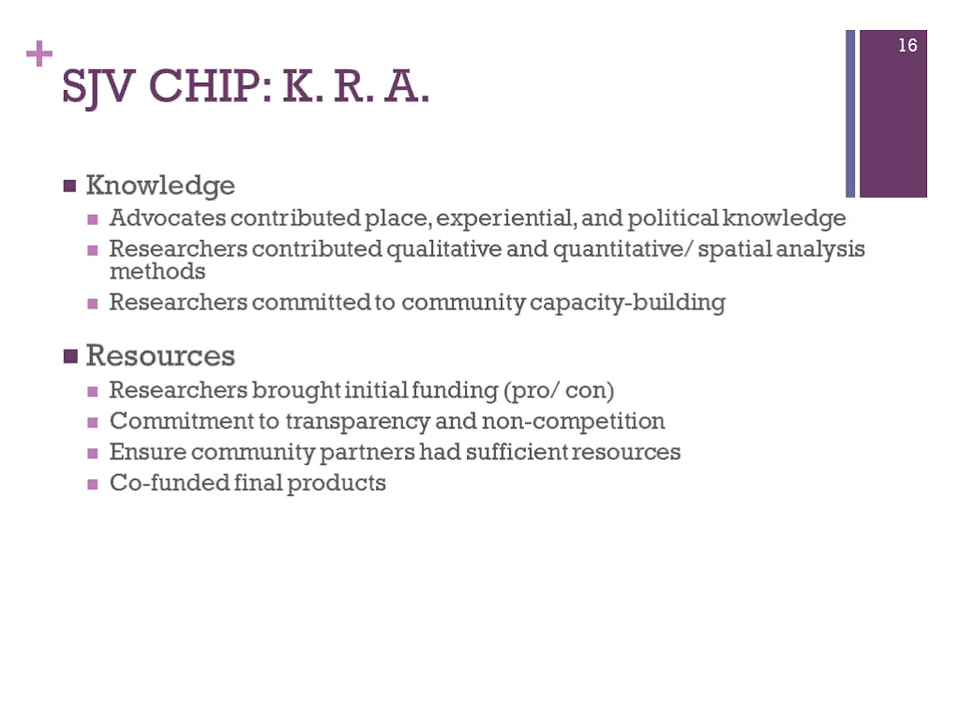 16
+
SJV CHIP: K. R. A.
Knowledge
Advocates contributed place, experiential, and political knowledge
Researchers contributed qualitative and quantitative/ spatial analysis
methods
Researchers committed to community capacity-building
Resources
Researchers brought initial funding (pro/ con)
Commitment to transparency and non-competition
Ensure community partners had sufficient resources
Co-funded final products